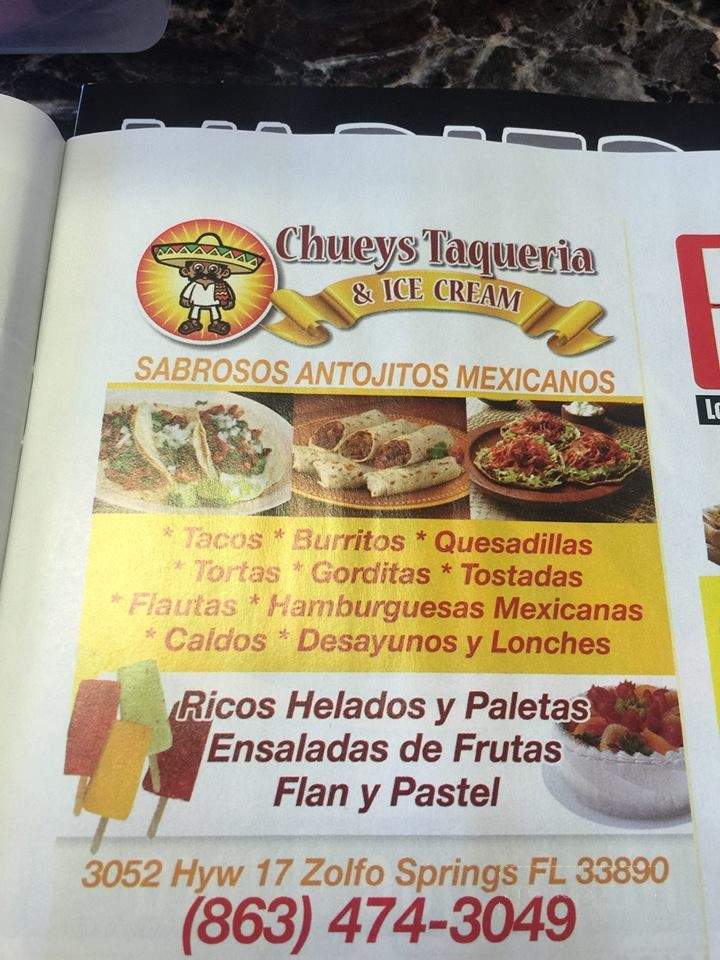 Chueys Taqueria
& ICE CREAM
SABROSOS ANTOJITOS MEXICANOS
* Tacos * Burritos * Quesadillas
* Tortas * Gorditas * Tostadas
* Flautas * Hamburguesas Mexicanas
* Caldos * Desayunos y Lonches
Ricos Helados y Paletas
Ensaladas de Frutas
Flan y Pastel
3052 Hyw 17 Zolfo Springs FL 33890
(863) 474-3049